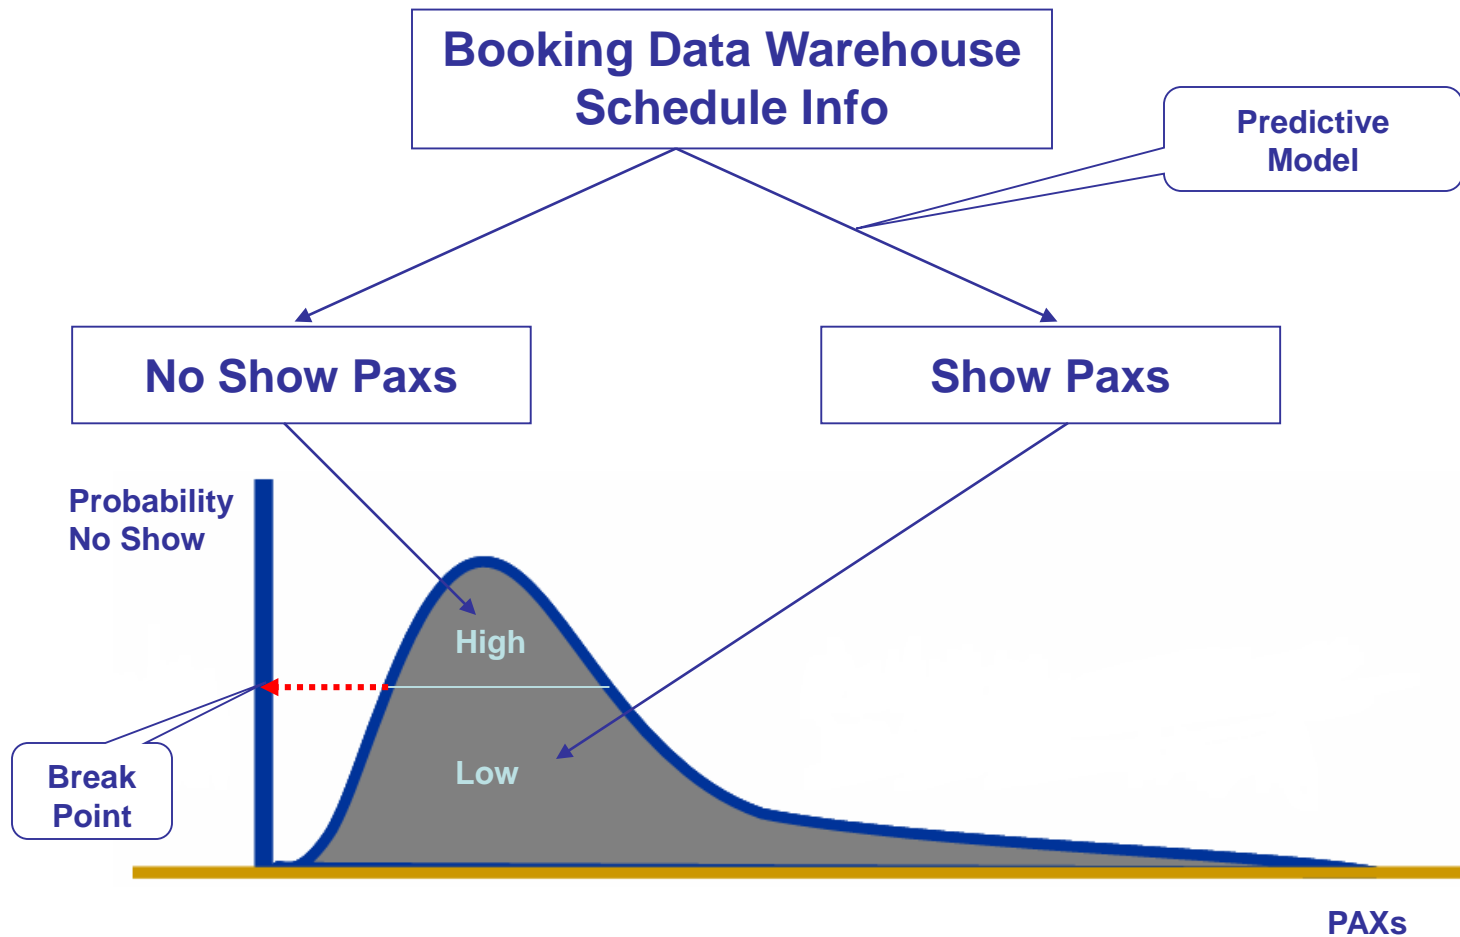 Booking Data Warehouse
Schedule Info
Predictive
Model
No Show Paxs
Show Paxs
Probability
No Show
High
Low
Break
Point
PAXs